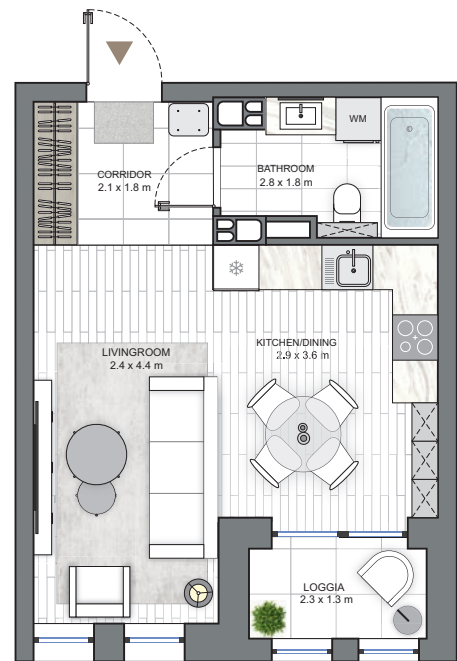 WM
CORRIDOR
2.1 x 1.8 m
BATHROOM
2.8 x 1.8 m
LIVINGROOM
2.4 x 4.4 m
KITCHEN/DINING
2.9 x 3.6 m
LOGGIA
2.3 x 1.3 m